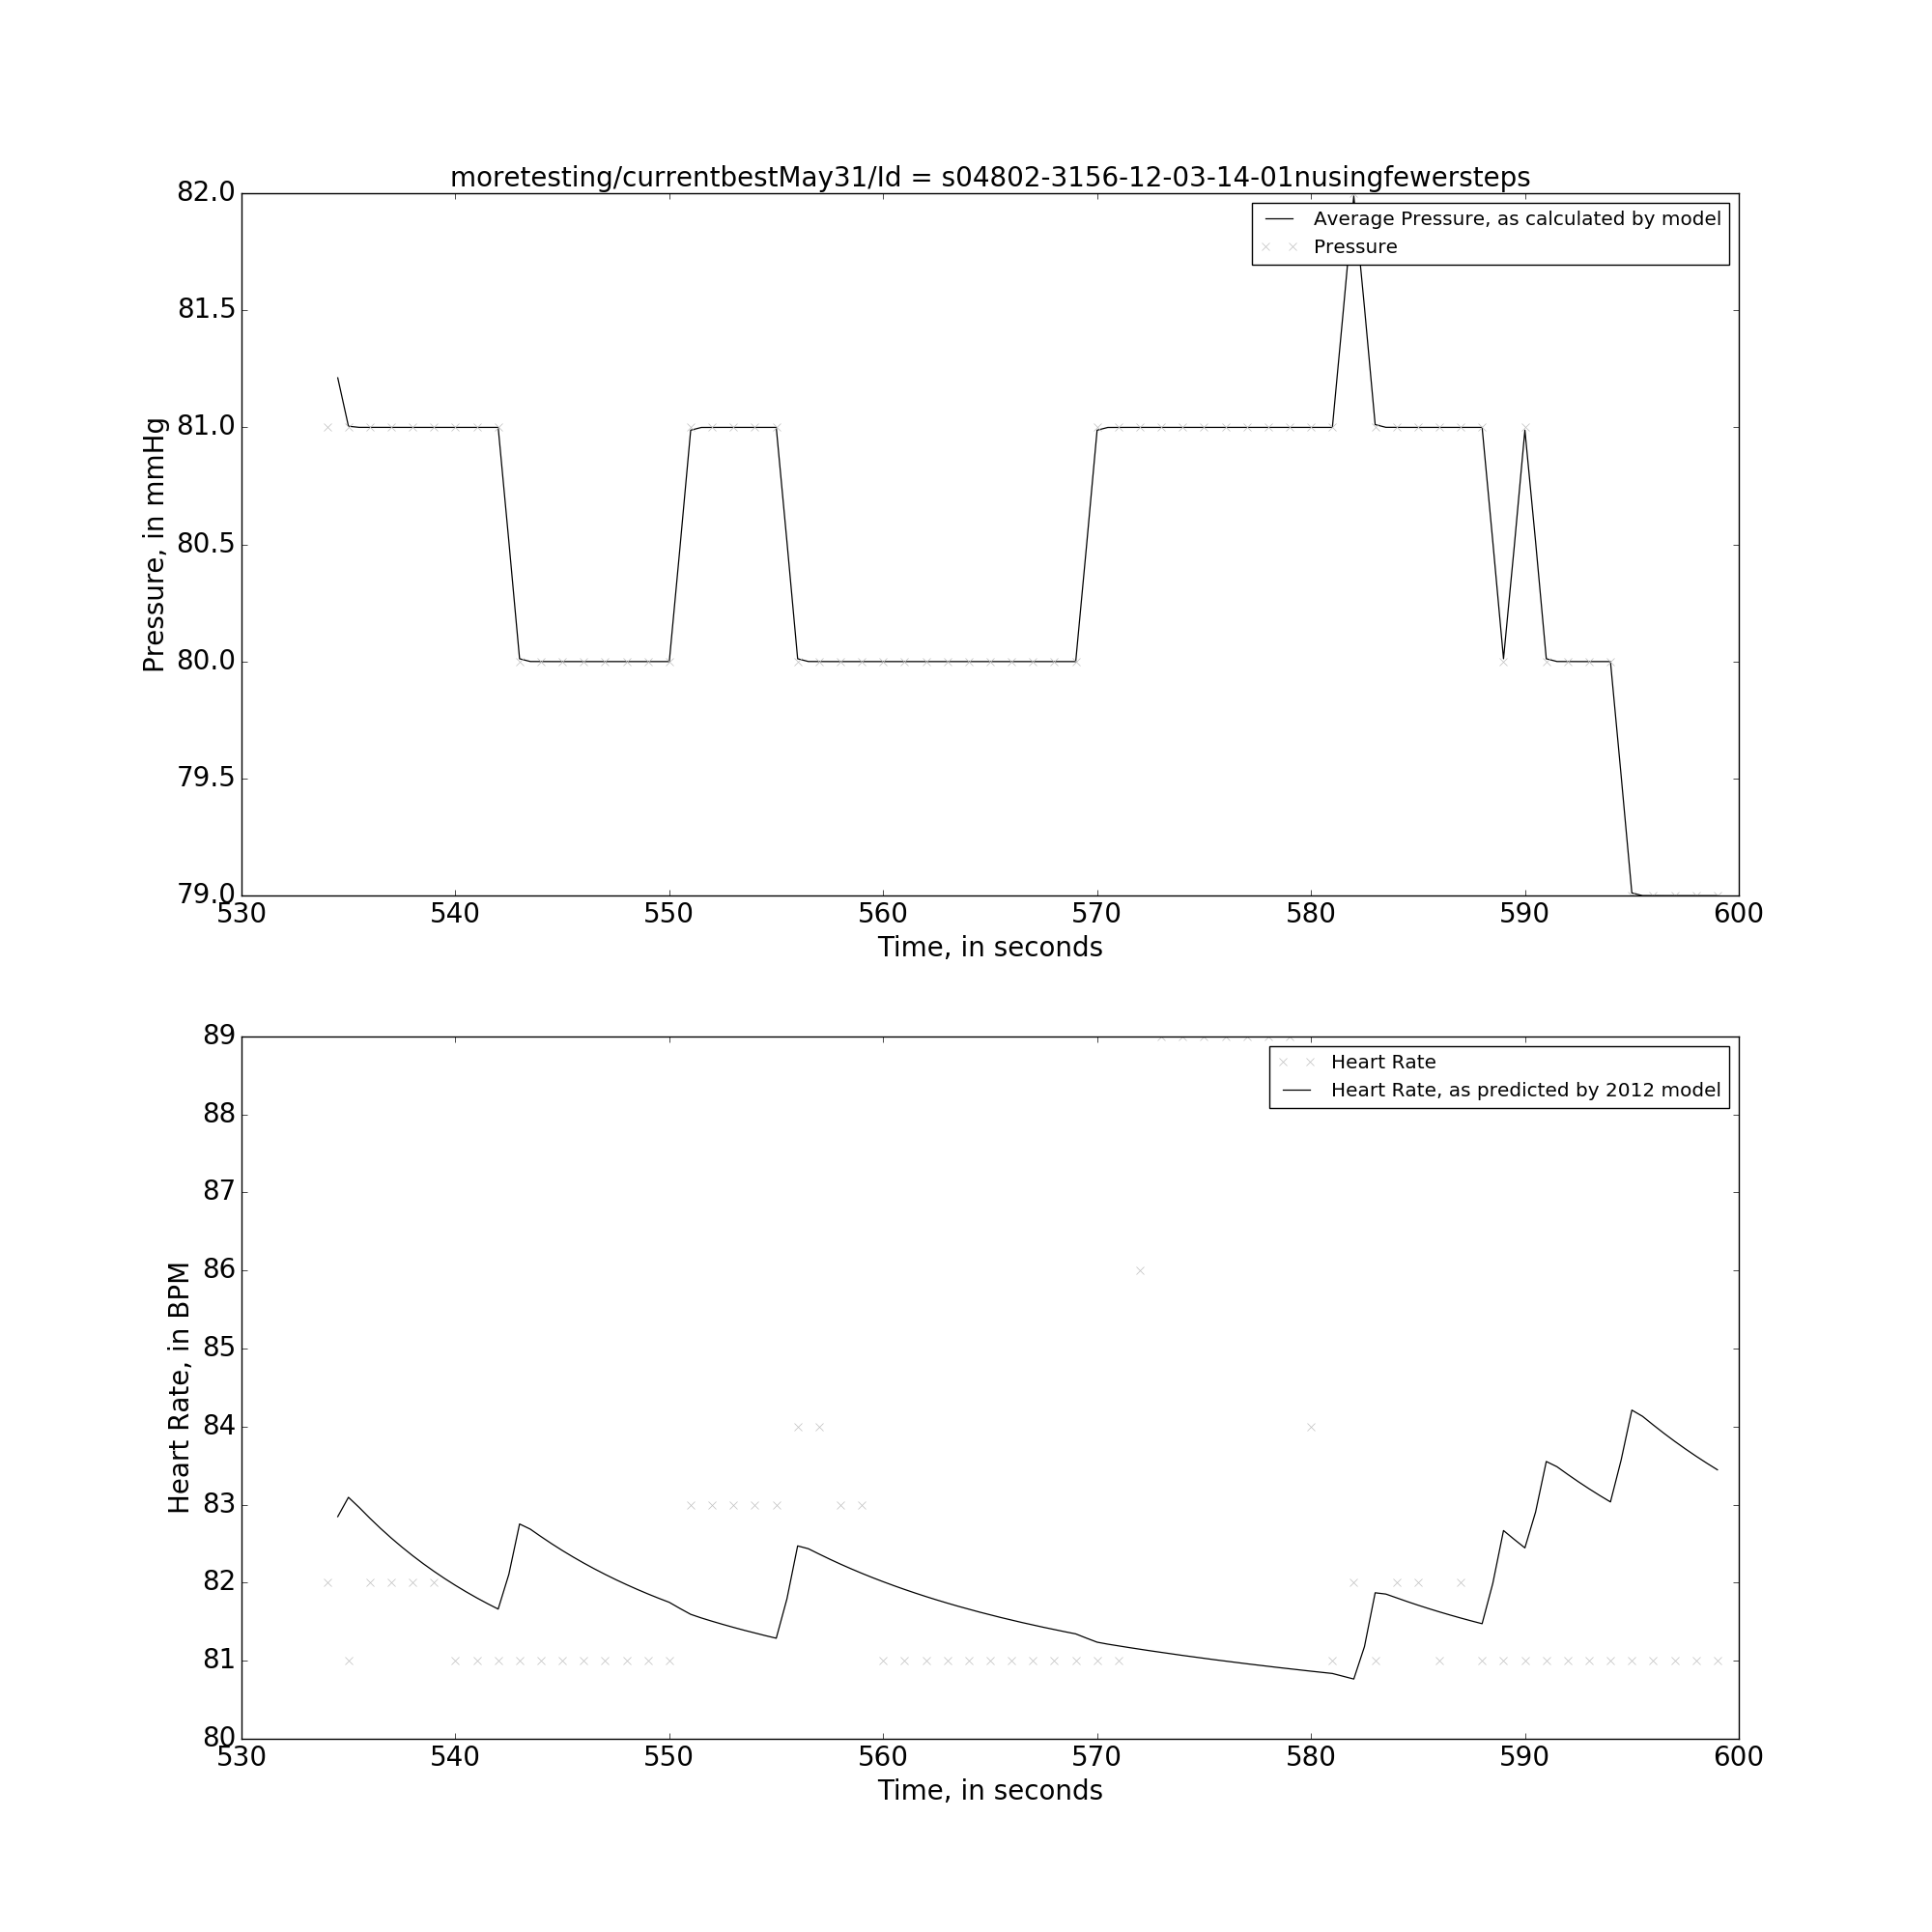 moretesting/currentbestMay31/Id = s04802-3156-12-03-14-01nusingfewersteps
82.0
Average Pressure, as calculated by model
Pressure
81.5
81.0
80.5
80.0
79.5
79.0
Pressure, in mmHg
530 540 550 560 570 580 590 600
Time, in seconds
89
Heart Rate
Heart Rate, as predicted by 2012 model
88
87
86
85
84
83
82
81
80
Heart Rate, in BPM
530 540 550 560 570 580 590 600
Time, in seconds